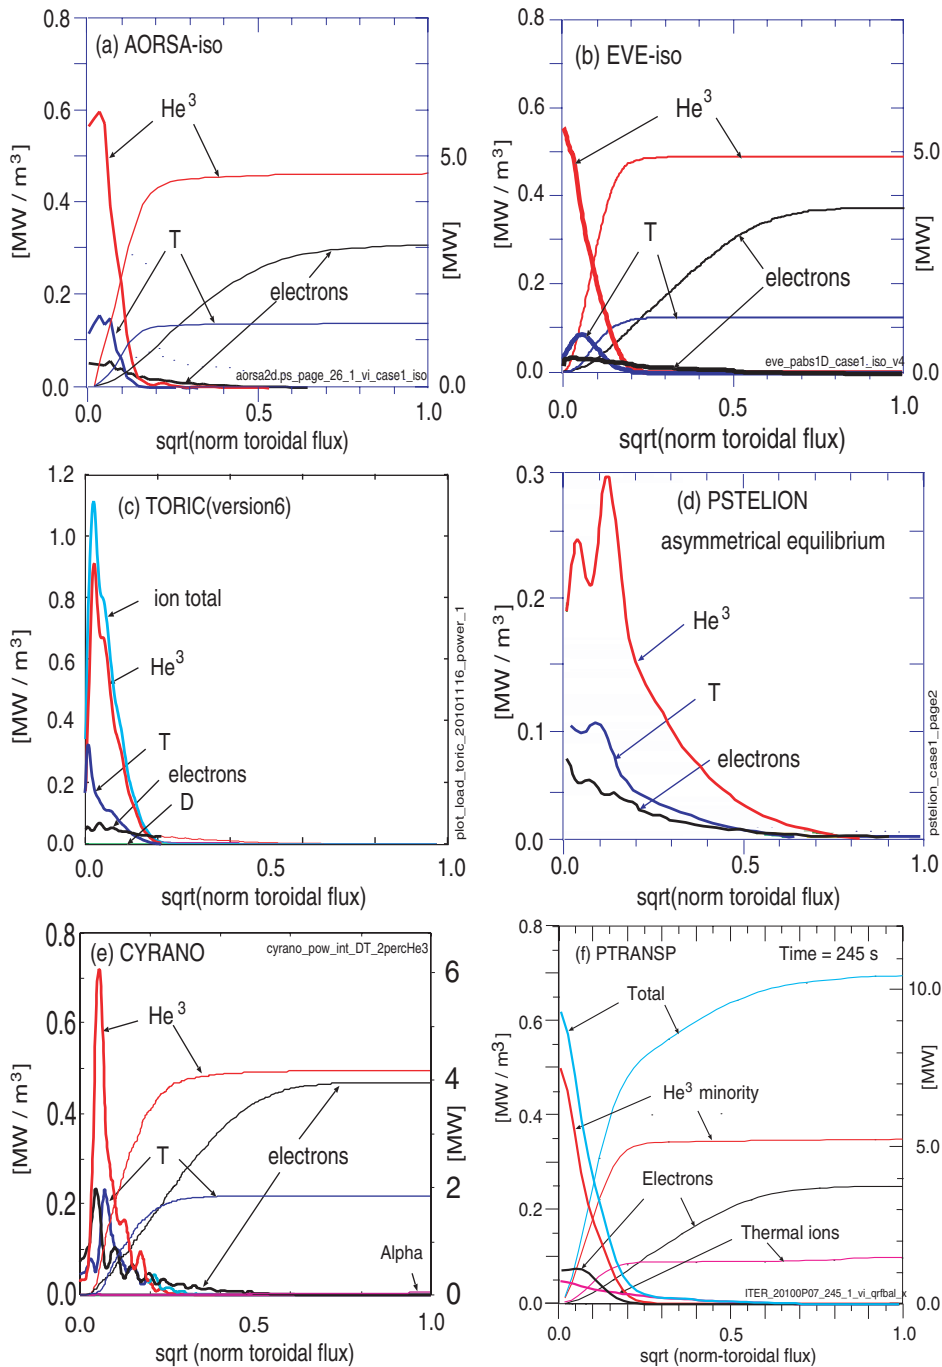 (a) AORSA-iso
0.8
0.6
0.4
0.2
0.0
[MW / m³]
He³
T
electrons
aorsa2d.ps_page_26_1_vi_case1_iso
5.0
0.0
[MW]
0.0
0.5
1.0
sqrt(norm toroidal flux)
(b) EVE-iso
0.8
0.6
0.4
0.2
0.0
[MW / m³]
He³
T
electrons
eve_pabs1D_case1_iso_v4
5.0
0.0
[MW]
0.0
0.5
1.0
sqrt(norm toroidal flux)
(c) TORIC(version6)
1.2
1.0
0.8
0.6
0.4
0.2
0.0
[MW / m³]
ion total
He³
T
electrons
D
plot_load_toric_20101116_power_1
0.0
0.5
1.0
sqrt(norm toroidal flux)
(d) PSTELION
asymmetrical equilibrium
0.3
0.2
0.1
0.0
[MW / m³]
He³
T
electrons
pstelion_case1_page2
0.0
0.5
1.0
sqrt(norm toroidal flux)
(e) CYRANO
cyrano_pow_int_DT_2percHe3
0.8
0.6
0.4
0.2
0.0
[MW / m³]
He³
T
electrons
Alpha
6
4
2
0
[MW]
0.0
0.5
1.0
sqrt (norm toroidal flux)
(f) PTRANSP
Time = 245 s
0.8
0.6
0.4
0.2
0.0
[MW/ m³]
Total
He³ minority
Electrons
Thermal ions
ITER_20100P07_245_1_vi_qrfbal_x
10.0
5.0
0.0
[MW]
0.0
0.5
1.0
sqrt (norm-toroidal flux)